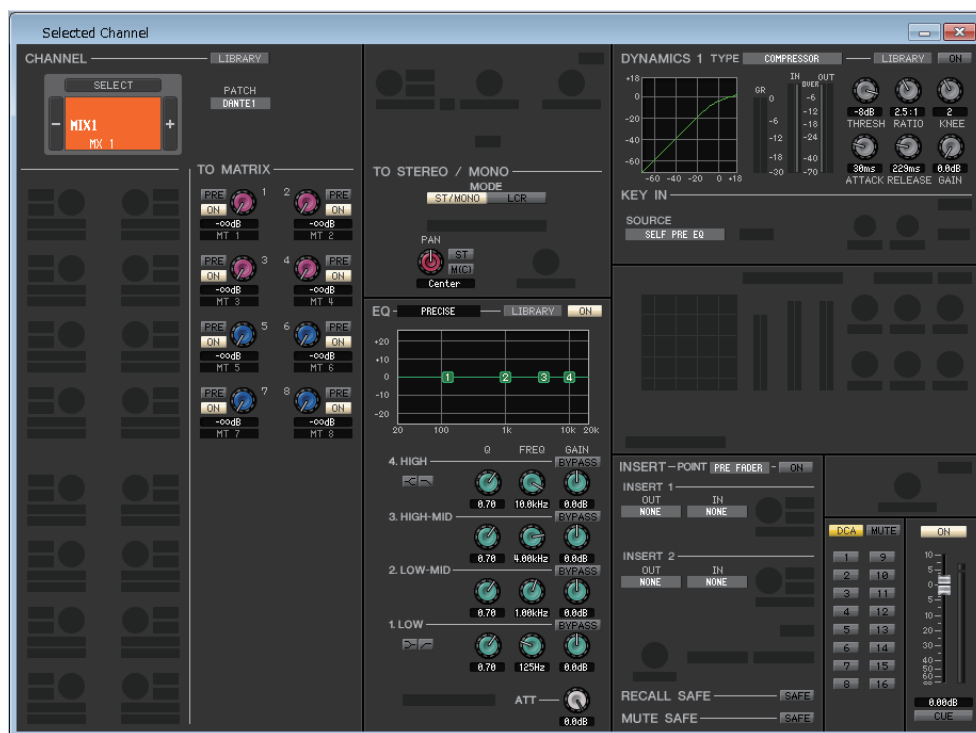 Selected Channel
CHANNEL LIBRARY
SELECT
PATCH
DANTE1
- MIX1 +
MX 1
TO MATRIX
PRE 1 2 PRE
ON ON
-∞dB -∞dB
MT 1 MT 2
PRE 3 4 PRE
ON ON
-∞dB -∞dB
MT 3 MT 4
PRE 5 6 PRE
ON ON
-∞dB -∞dB
MT 5 MT 6
PRE 7 8 PRE
ON ON
-∞dB -∞dB
MT 7 MT 8
TO STEREO / MONO
MODE
ST/MONO LCR
PAN
ST
M(C)
Center
EQ PRECISE LIBRARY ON
+20
+10
0 1 2 3 4
-10
-20
20 100 1k 10k 20k
Q FREQ GAIN
4. HIGH BYPASS
0.70 10.0kHz 0.0dB
3. HIGH-MID BYPASS
0.70 4.00kHz 0.0dB
2. LOW-MID BYPASS
0.70 1.00kHz 0.0dB
1. LOW BYPASS
0.70 125Hz 0.0dB
ATT
0.0dB
DYNAMICS 1 TYPE COMPRESSOR LIBRARY ON
+18
0
-20
-40
-60
-60 -40 -20 0 +18
GR
0
-6
-12
-18
-30
IN OUT
OVER
-6
-12
-18
-24
-40
-70
-8dB 2.5:1 2
THRESH RATIO KNEE
30ms 229ms 0.0dB
ATTACK RELEASE GAIN
KEY IN
SOURCE
SELF PRE EQ
INSERT POINT PRE FADER ON
INSERT 1
OUT IN
NONE NONE
INSERT 2
OUT IN
NONE NONE
RECALL SAFE SAFE
MUTE SAFE SAFE
DCA MUTE
1 9
2 10
3 11
4 12
5 13
6 14
7 15
8 16
ON
10
5
0
5
10
20
30
40
50
60
∞
0.00dB
CUE